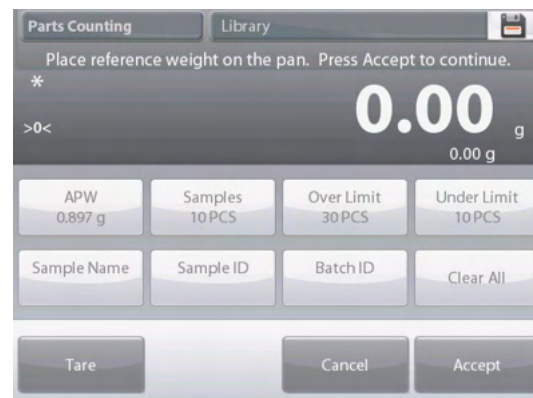 Parts Counting
Library
Place reference weight on the pan. Press Accept to continue.
*
>0<
0.00 g
0.00 g
APW
0.897 g
Samples
10 PCS
Over Limit
30 PCS
Under Limit
10 PCS
Sample Name
Sample ID
Batch ID
Clear All
Tare
Cancel
Accept